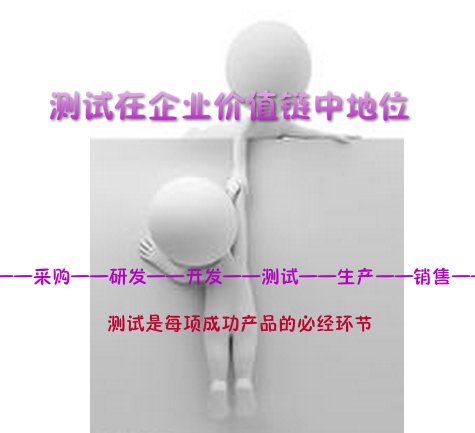 测试在企业价值链中地位
——采购——研发——开发——测试——生产——销售——
测试是每项成功产品的必经环节